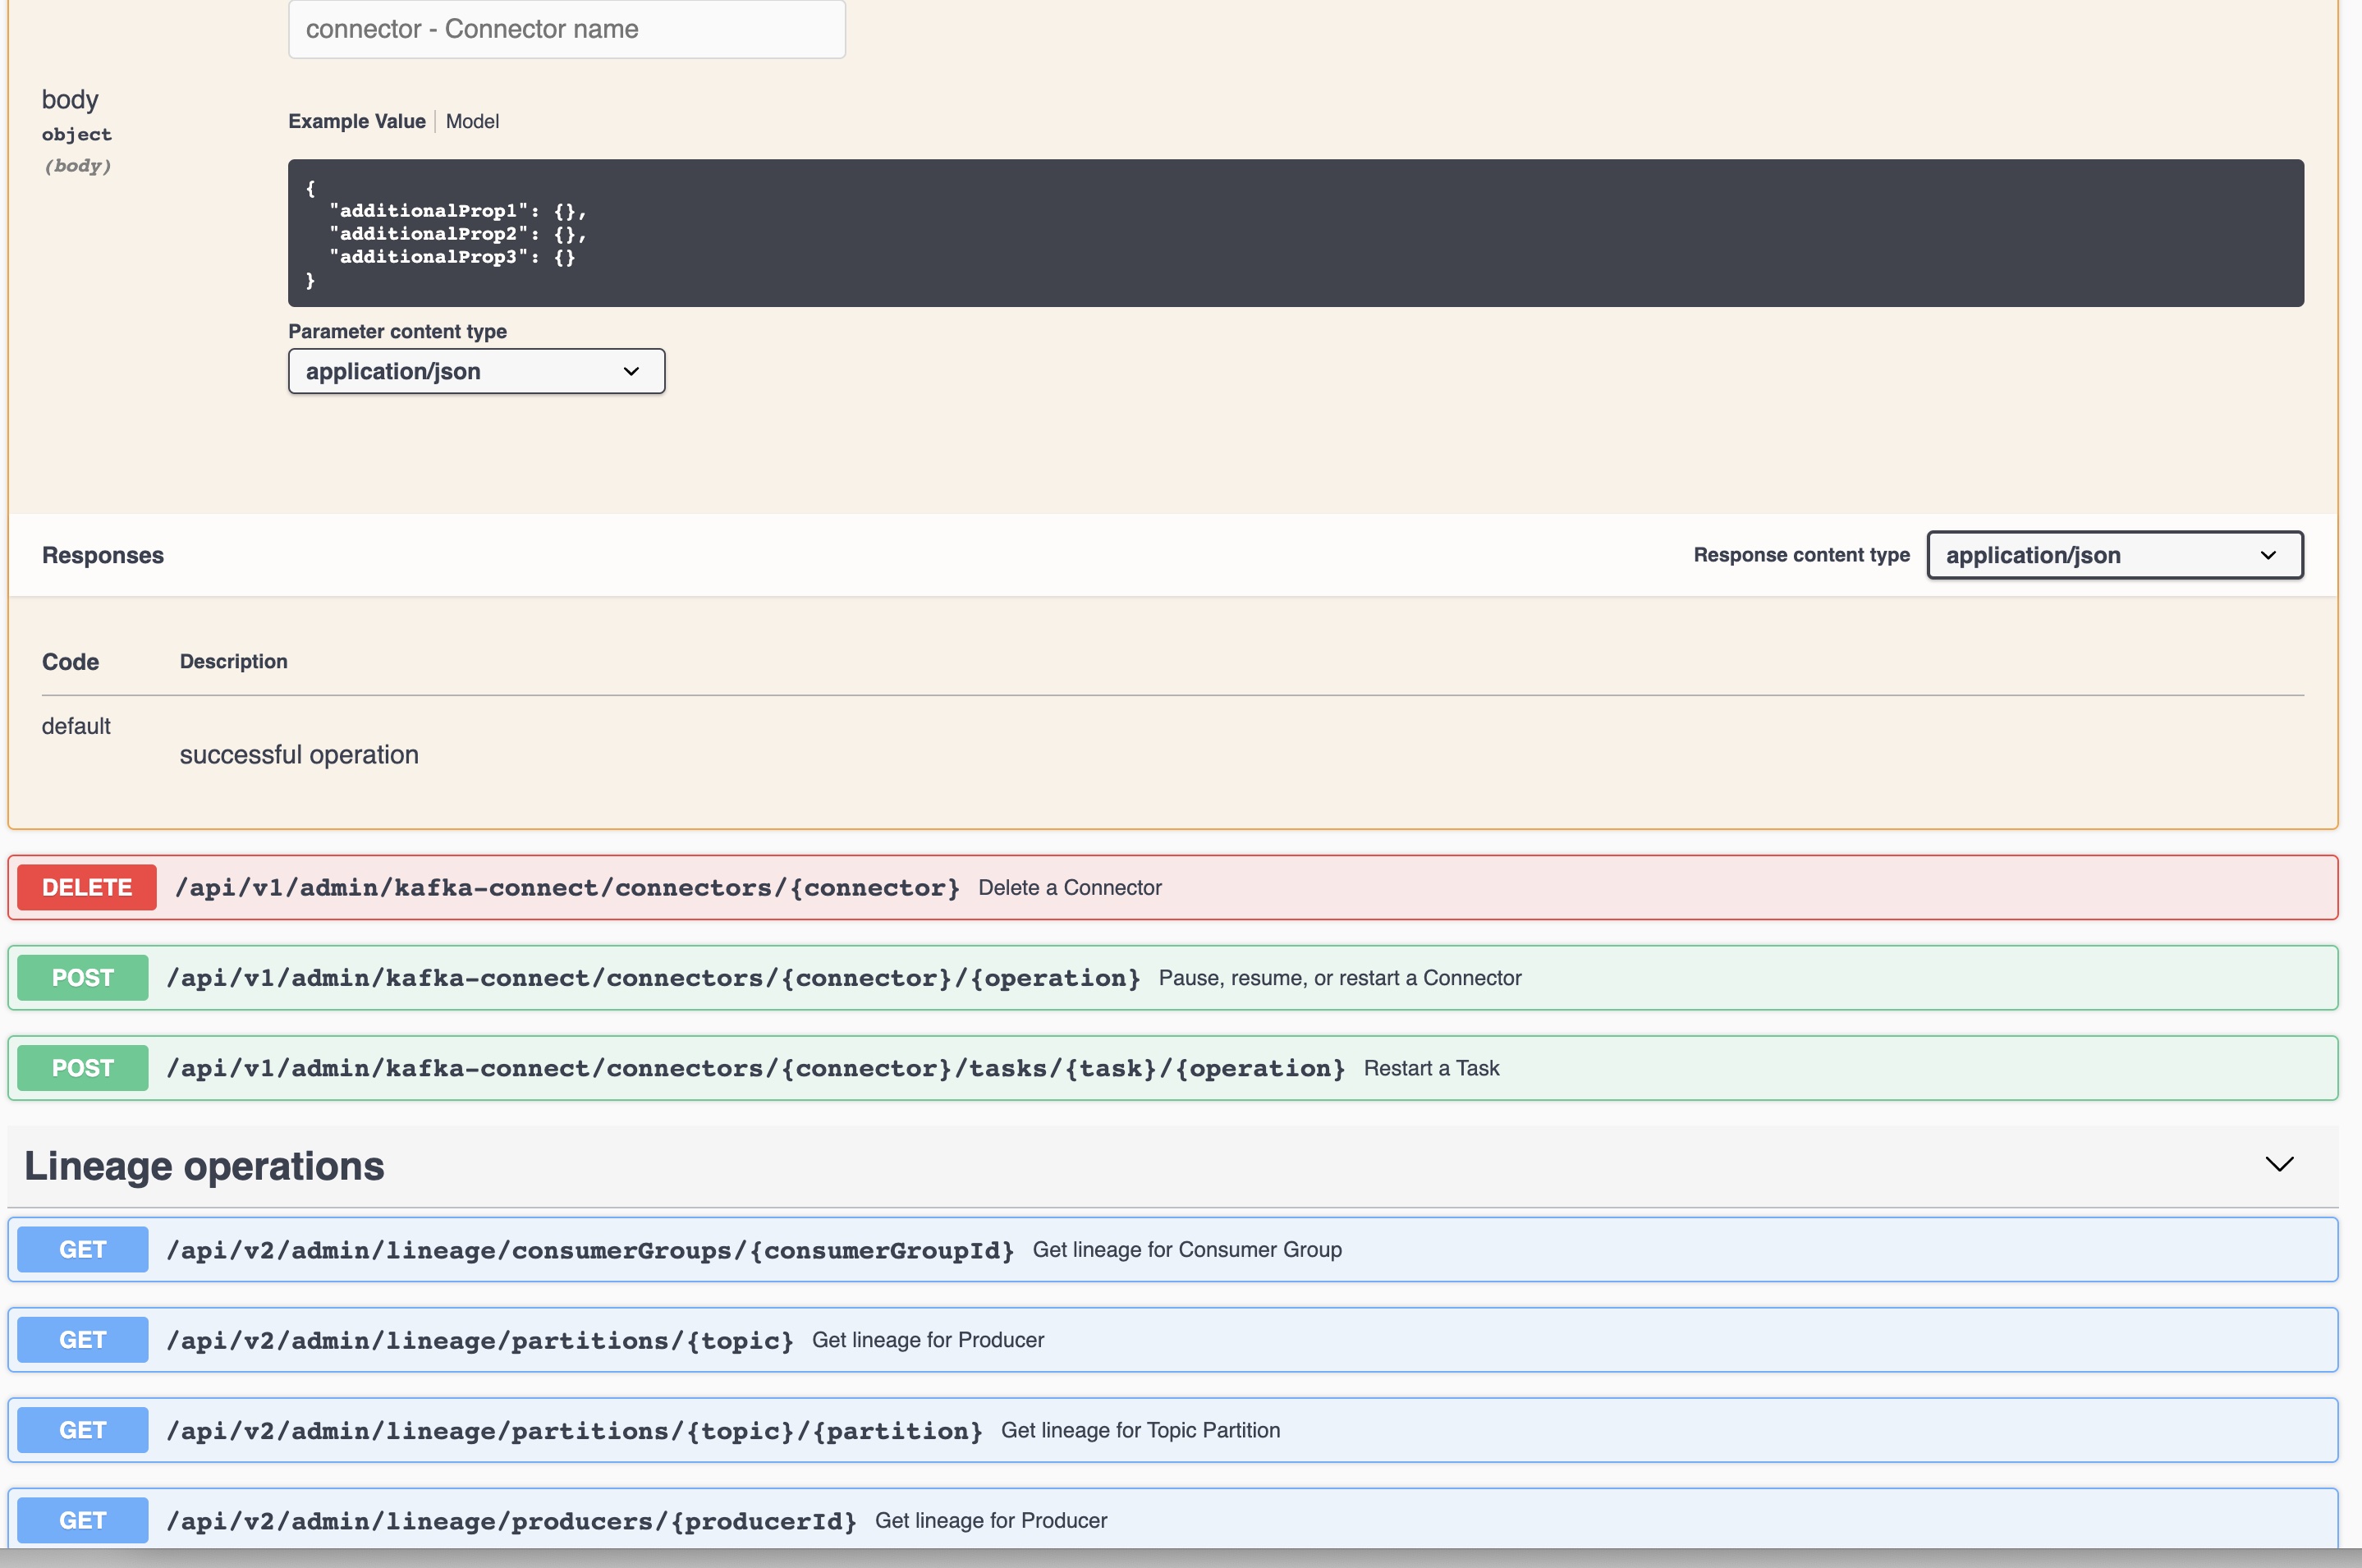 connector - Connector name
body
object
(body)
Example Value | Model
{
  "additionalProp1": {},
  "additionalProp2": {},
  "additionalProp3": {}
}
Parameter content type
application/json
Responses
Response content type application/json
Code Description
default
successful operation
DELETE /api/v1/admin/kafka-connect/connectors/{connector} Delete a Connector
POST /api/v1/admin/kafka-connect/connectors/{connector}/{operation} Pause, resume, or restart a Connector
POST /api/v1/admin/kafka-connect/connectors/{connector}/tasks/{task}/{operation} Restart a Task
Lineage operations
GET /api/v2/admin/lineage/consumerGroups/{consumerGroupId} Get lineage for Consumer Group
GET /api/v2/admin/lineage/partitions/{topic} Get lineage for Producer
GET /api/v2/admin/lineage/partitions/{topic}/{partition} Get lineage for Topic Partition
GET /api/v2/admin/lineage/producers/{producerId} Get lineage for Producer